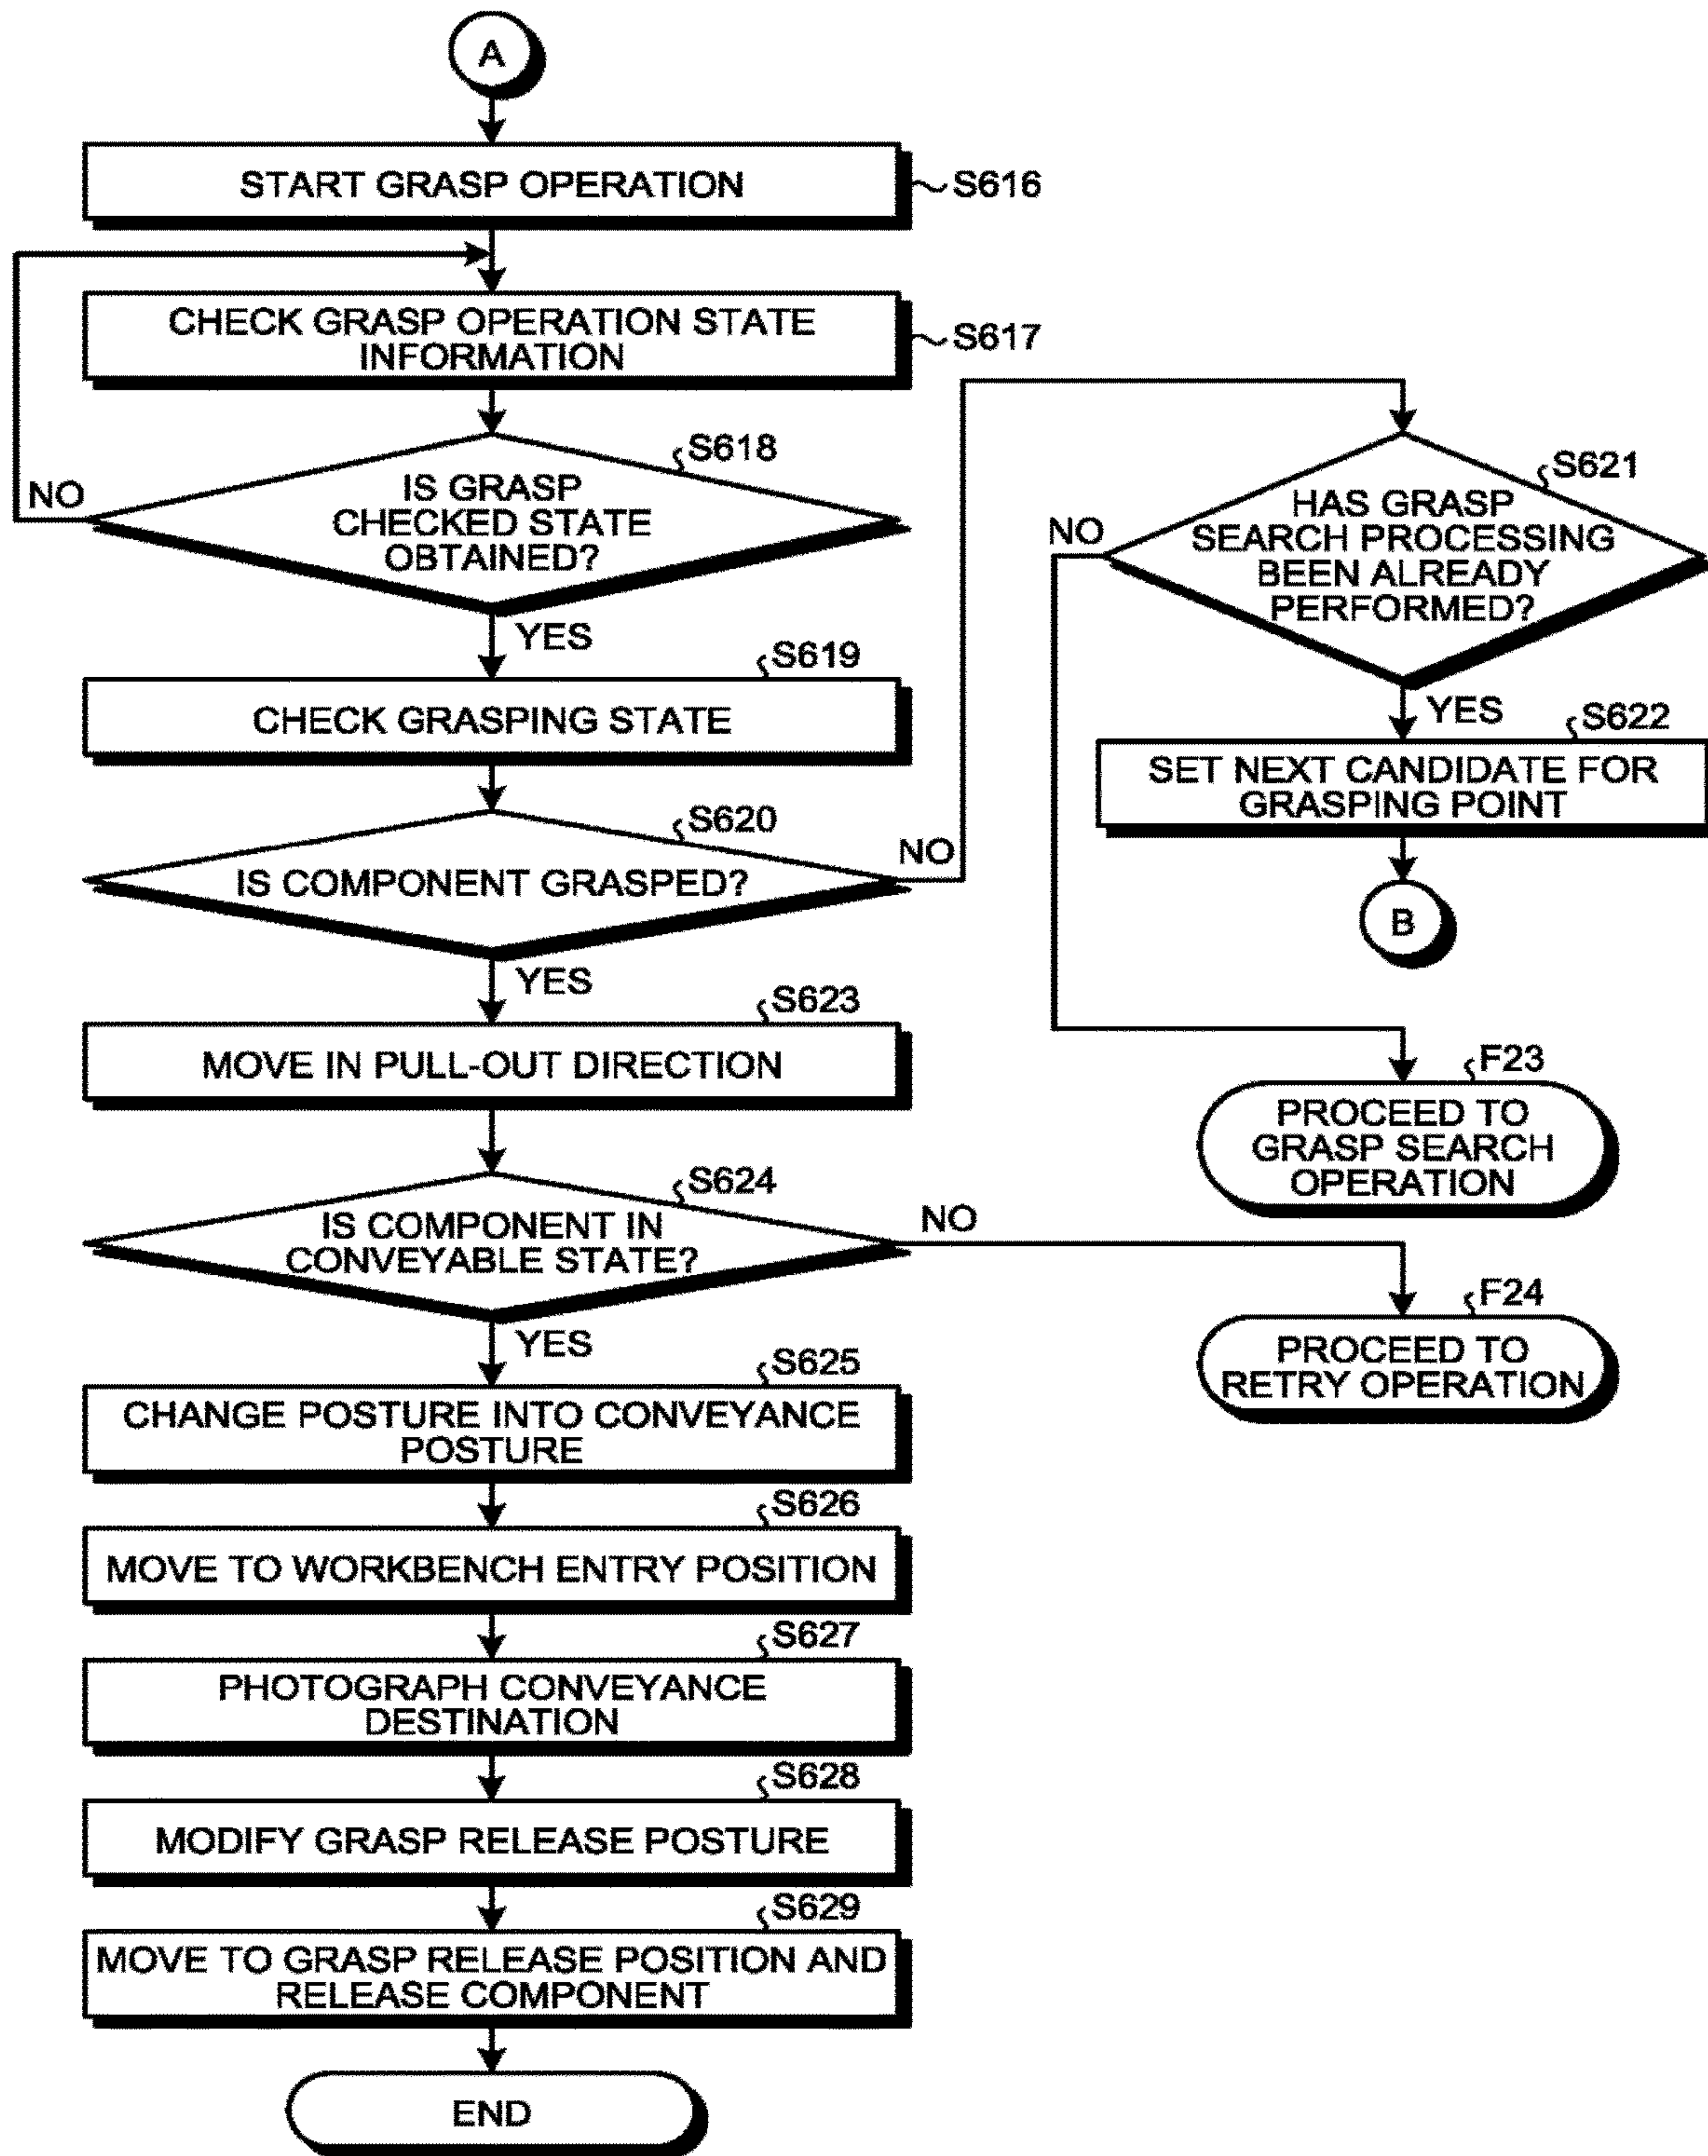 A
START GRASP OPERATION
S616
CHECK GRASP OPERATION STATE
INFORMATION
S617
S618
IS GRASP
CHECKED STATE
OBTAINED?
NO
YES
S619
CHECK GRASPING STATE
S620
IS COMPONENT GRASPED?
NO
YES
S621
HAS GRASP
SEARCH PROCESSING
BEEN ALREADY
PERFORMED?
NO
YES
S622
SET NEXT CANDIDATE FOR
GRASPING POINT
B
F23
PROCEED TO
GRASP SEARCH
OPERATION
S623
MOVE IN PULL-OUT DIRECTION
S624
IS COMPONENT IN
CONVEYABLE STATE?
NO
YES
F24
PROCEED TO
RETRY OPERATION
S625
CHANGE POSTURE INTO CONVEYANCE
POSTURE
S626
MOVE TO WORKBENCH ENTRY POSITION
S627
PHOTOGRAPH CONVEYANCE
DESTINATION
S628
MODIFY GRASP RELEASE POSTURE
S629
MOVE TO GRASP RELEASE POSITION AND
RELEASE COMPONENT
END